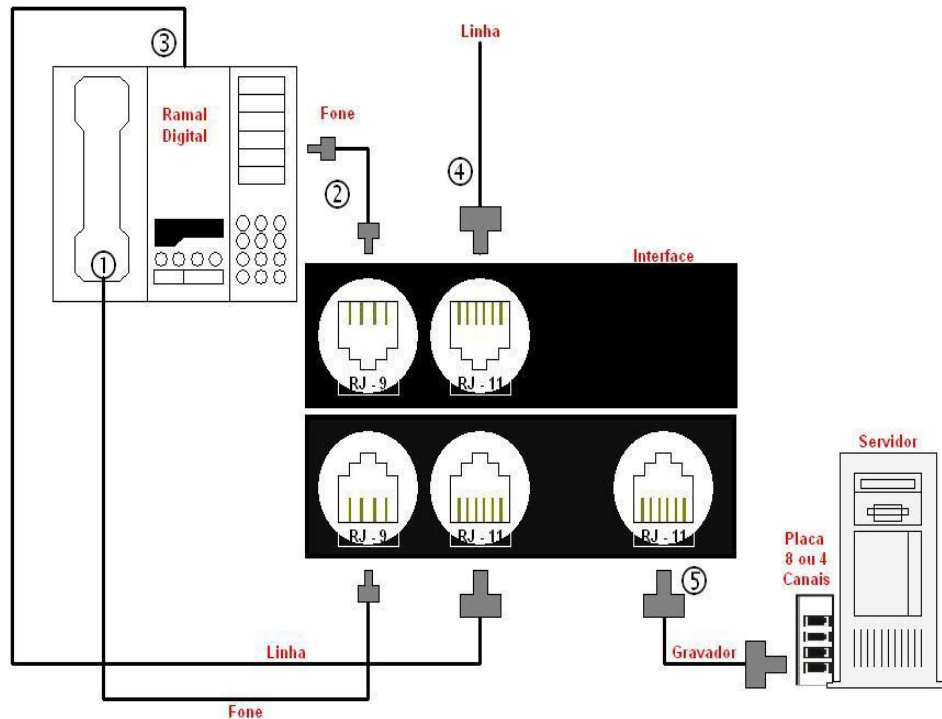 ③
Linha
Ramal
Digital
Fone
④
②
①
Interface
RJ - 9
RJ - 11
Servidor
RJ - 9
RJ - 11
RJ - 11
Placa
8 ou 4
Canais
⑤
Linha
Gravador
Fone